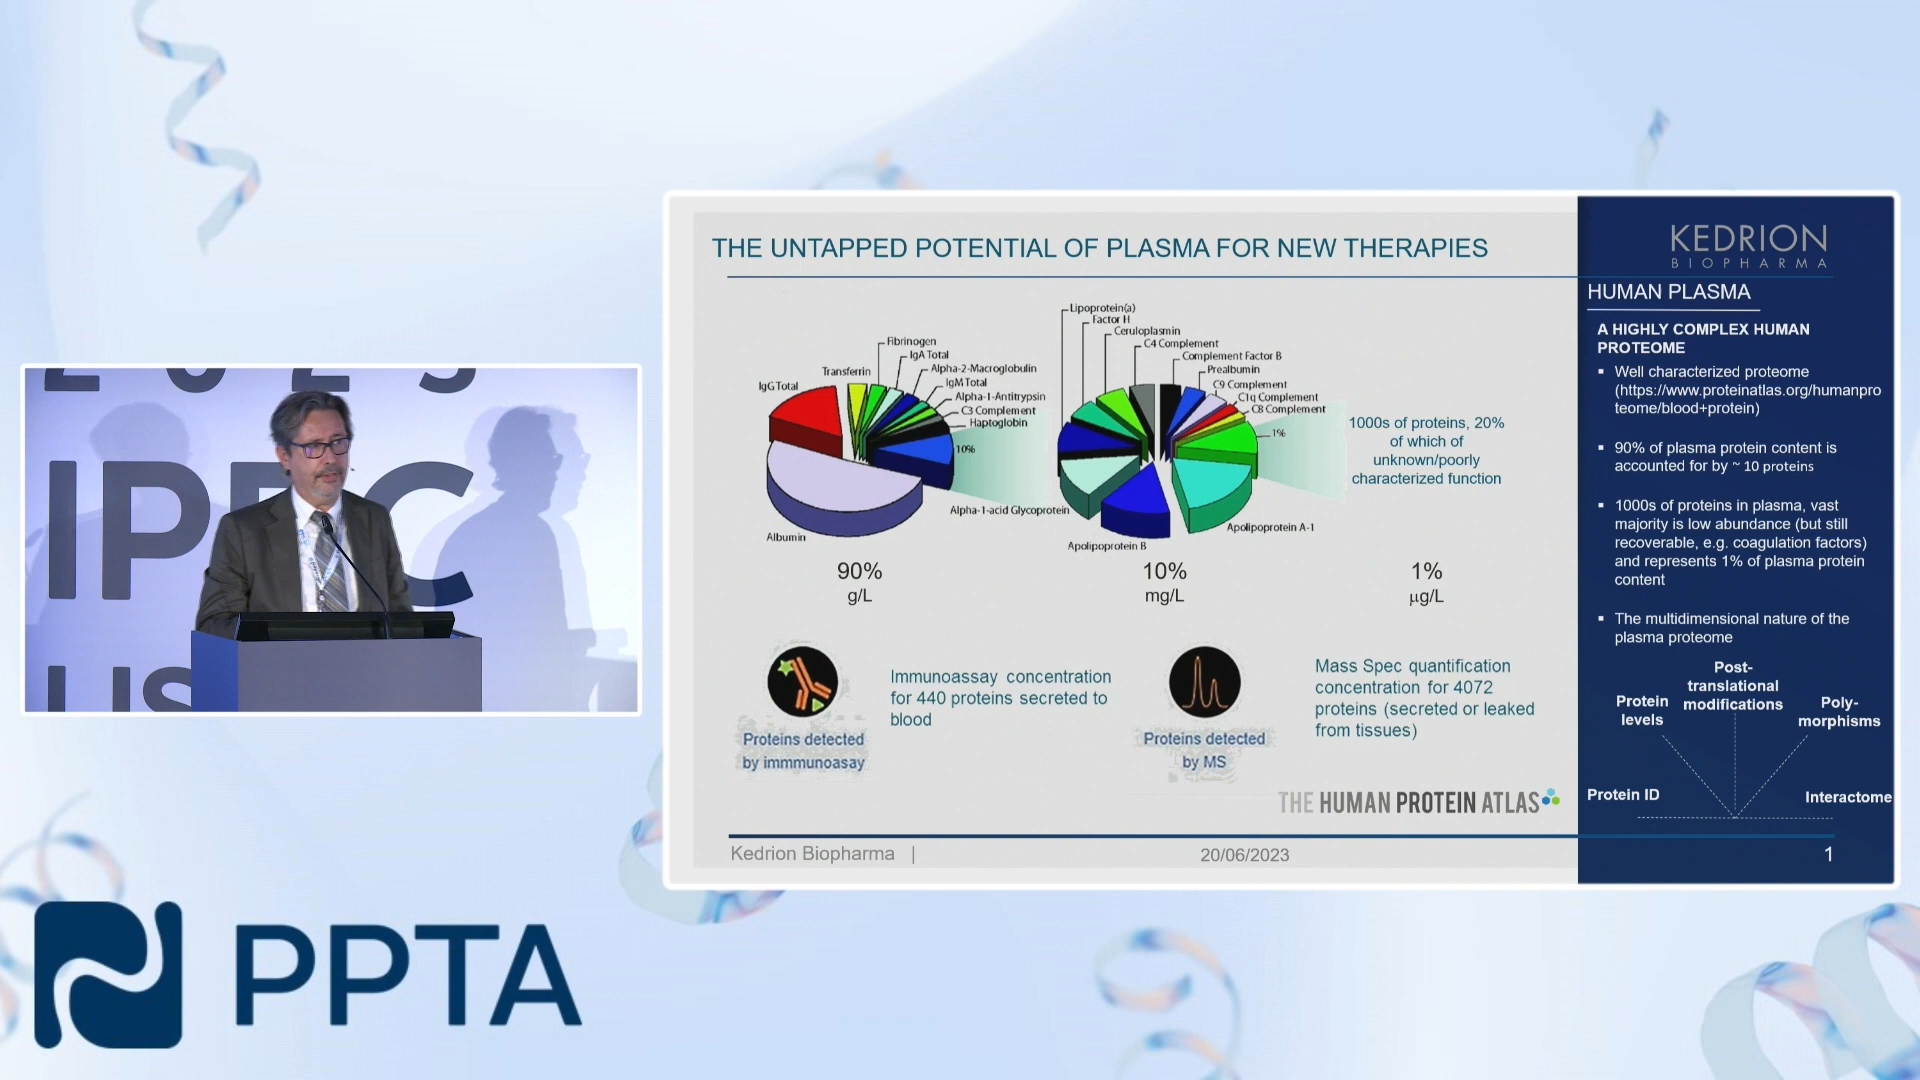 2023
IPFC
US
PPTA
THE UNTAPPED POTENTIAL OF PLASMA FOR NEW THERAPIES
IgG Total
Transferrin
Fibrinogen
IgA Total
Alpha-2-Macroglobulin
IgM Total
Alpha-1-Antitrypsin
C3 Complement
Haptoglobin
10%
Alpha-1-acid Glycoprotein
Albumin
Lipoprotein(a)
Factor H
Ceruloplasmin
C4 Complement
Complement Factor B
Prealbumin
C9 Complement
C1q Complement
C8 Complement
1%
Apolipoprotein A-1
Apolipoprotein B
1000s of proteins, 20%
of which of
unknown/poorly
characterized function
90%
g/L
10%
mg/L
1%
µg/L
Proteins detected
by immmunoasay
Immunoassay concentration
for 440 proteins secreted to
blood
Proteins detected
by MS
Mass Spec quantification
concentration for 4072
proteins (secreted or leaked
from tissues)
THE HUMAN PROTEIN ATLAS
Kedrion Biopharma |
20/06/2023
KEDRION
BIOPHARMA
HUMAN PLASMA
A HIGHLY COMPLEX HUMAN
PROTEOME
▪ Well characterized proteome
(https://www.proteinatlas.org/humanpro
teome/blood+protein)
▪ 90% of plasma protein content is
accounted for by ~ 10 proteins
▪ 1000s of proteins in plasma, vast
majority is low abundance (but still
recoverable, e.g. coagulation factors)
and represents 1% of plasma protein
content
▪ The multidimensional nature of the
plasma proteome
Post-
translational
modifications
Protein
levels
Poly-
morphisms
Protein ID
Interactome
1